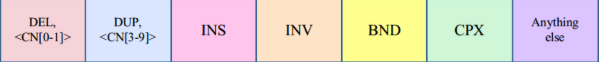 DEL,
<CN[0-1]>
DUP,
<CN[3-9]>
INS
INV
BND
CPX
Anything
else